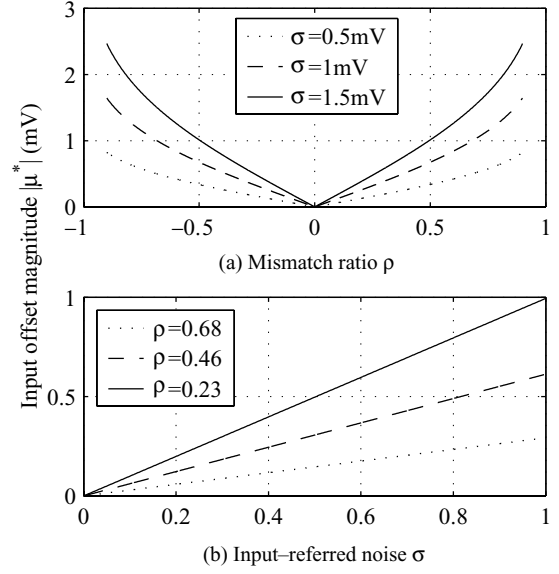 Input offset magnitude |μ*| (mV)
3
2
1
0
σ=0.5mV
σ=1mV
σ=1.5mV
−1
−0.5
0
0.5
1
(a) Mismatch ratio ρ
1
0.5
0
ρ=0.68
ρ=0.46
ρ=0.23
0
0.2
0.4
0.6
0.8
1
(b) Input–referred noise σ